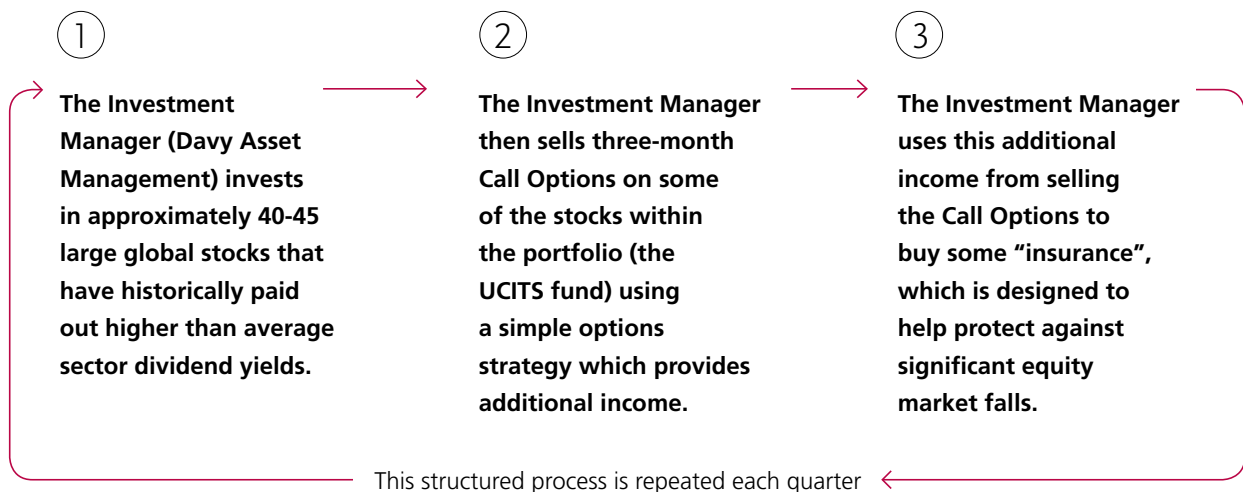 1
The Investment
Manager (Davy Asset
Management) invests
in approximately 40-45
large global stocks that
have historically paid
out higher than average
sector dividend yields.
2
The Investment Manager
then sells three-month
Call Options on some
of the stocks within
the portfolio (the
UCITS fund) using
a simple options
strategy which provides
additional income.
3
The Investment Manager
uses this additional
income from selling
the Call Options to
buy some “insurance”,
which is designed to
help protect against
significant equity
market falls.
This structured process is repeated each quarter